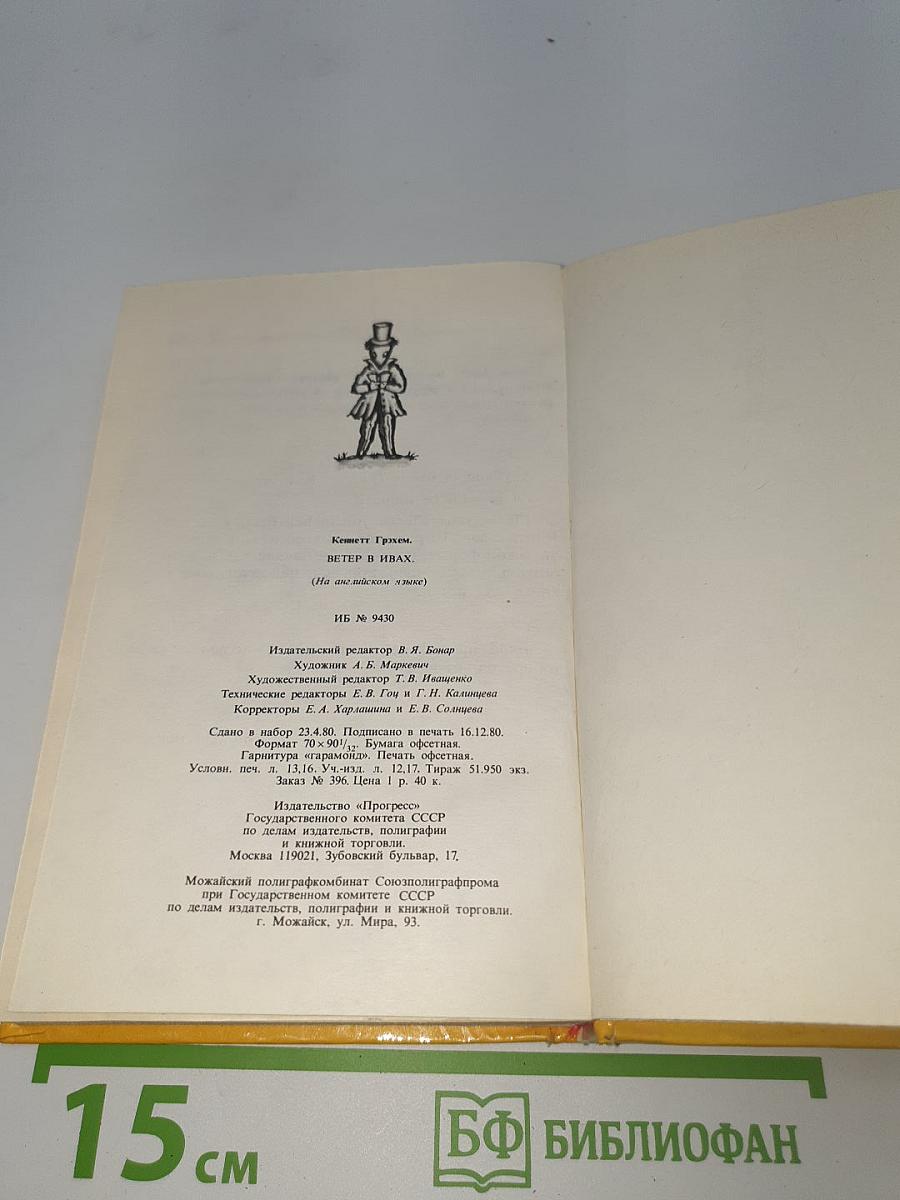 Кеннетт Грэхем.
ВЕТЕР В ИВАХ.
(На английском языке)
ИБ № 9430
Издательский редактор В. Я. Бонар
Художник А. Б. Маркевич
Художественный редактор Т. В. Иващенко
Технические редакторы Е. В. Гоц и Г. Н. Калинцева
Корректоры Е. А. Харлашина и Е. В. Солнцева
Сдано в набор 23.4.80. Подписано в печать 16.12.80.
Формат 70×90¹/₃₂. Бумага офсетная.
Гарнитура «гарамонд». Печать офсетная.
Условн. печ. л. 13,16. Уч.-изд. л. 12,17. Тираж 51.950 экз.
Заказ № 396. Цена 1 р. 40 к.
Издательство «Прогресс»
Государственного комитета СССР
по делам издательств, полиграфии
и книжной торговли.
Москва 119021, Зубовский бульвар, 17.
Можайский полиграфкомбинат Союзполиграфпрома
при Государственном комитете СССР
по делам издательств, полиграфии и книжной торговли.
г. Можайск, ул. Мира, 93.
15 см
БФ БИБЛИОФАН